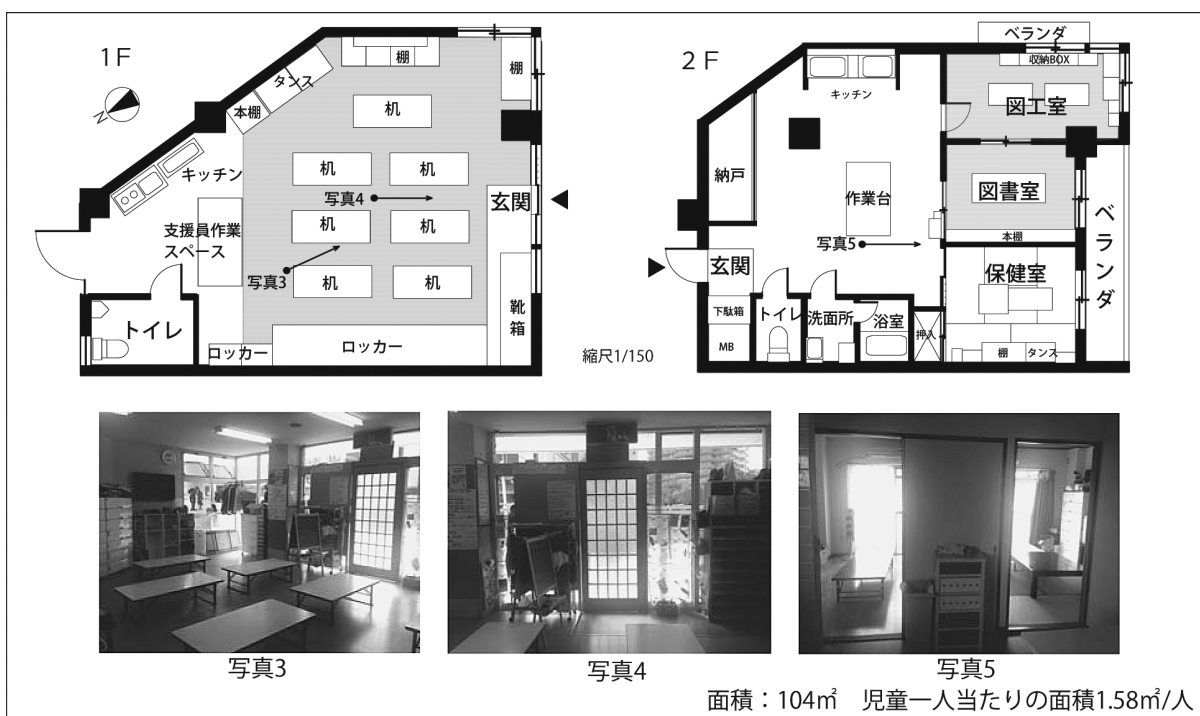 1F
棚
棚
タンス
本棚
机
キッチン
机
机
写真4
玄関
支援員作業
スペース
机
机
写真3
机
机
トイレ
靴箱
ロッカー
ロッカー
縮尺1/150
N
2F
ベランダ
収納BOX
キッチン
図工室
納戸
作業台
図書室
写真5
本棚
ベランダ
玄関
保健室
下駄箱
トイレ
洗面所
浴室
押入
MB
棚
タンス
写真3
写真4
写真5
面積：104㎡ 児童一人当たりの面積1.58㎡/人